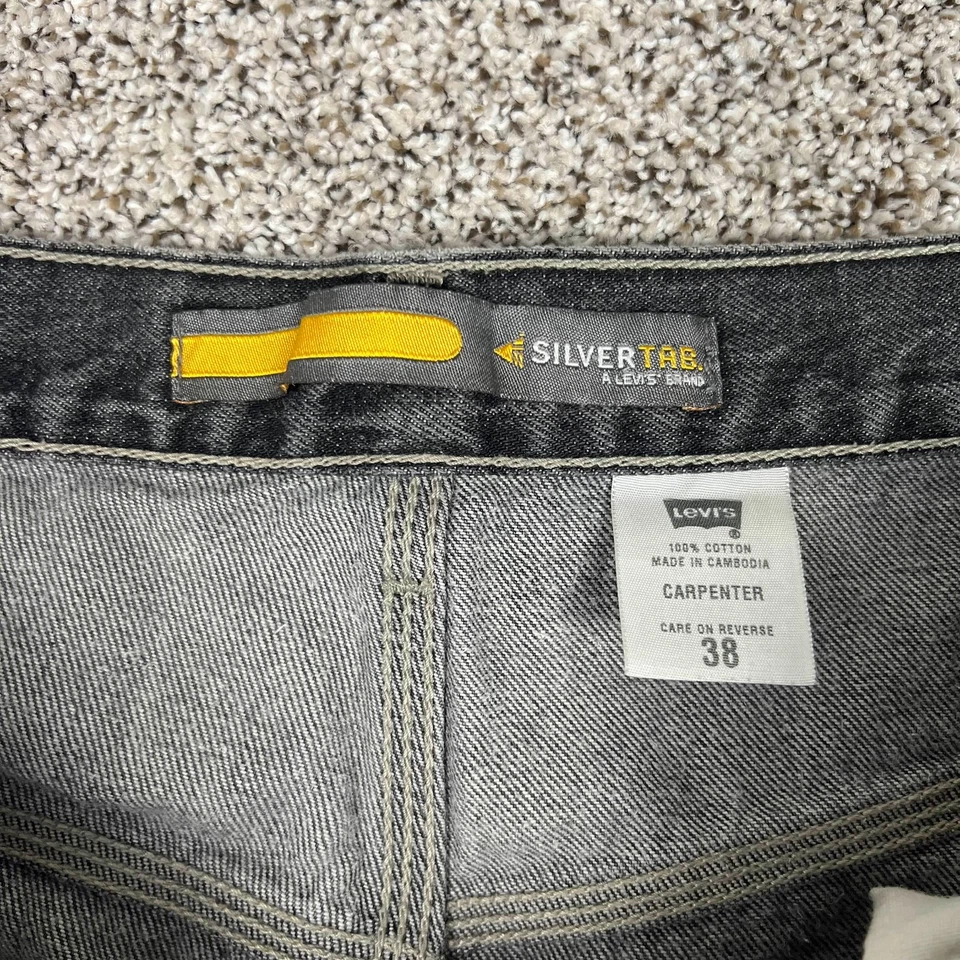 SILVERTAB.
A LEVI'S® BRAND
LEVI'S
®
100% COTTON
MADE IN CAMBODIA
CARPENTER
CARE ON REVERSE
38